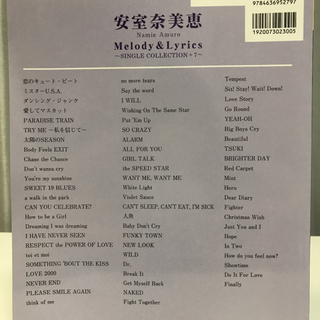 ISBN
9784636952797
1920073023005
安室奈美恵
Namie Amuro
Melody & Lyrics
～SINGLE COLLECTION+7～
恋のキュート・ビート
ミスターU.S.A.
ダンシング・ジャンク
愛してマスカット
PARADISE TRAIN
TRY ME ～私を信じて～
太陽のSEASON
Body Feels EXIT
Chase the Chance
Don't wanna cry
You're my sunshine
SWEET 19 BLUES
a walk in the park
CAN YOU CELEBRATE?
How to be a Girl
Dreaming I was dreaming
I HAVE NEVER SEEN
RESPECT the POWER OF LOVE
toi et moi
SOMETHING 'BOUT THE KISS
LOVE 2000
NEVER END
PLEASE SMILE AGAIN
think of me
no more tears
Say the word
I WILL
Wishing On The Same Star
Put 'Em Up
SO CRAZY
ALARM
ALL FOR YOU
GIRL TALK
the SPEED STAR
WANT ME, WANT ME
White Light
Violet Sauce
CAN'T SLEEP, CAN'T EAT, I'M SICK
人魚
Baby Don't Cry
FUNKY TOWN
NEW LOOK
WILD
Dr.
Break It
Get Myself Back
NAKED
Fight Together
Tempest
Sit! Stay! Wait! Down!
Love Story
Go Round
YEAH-OH
Big Boys Cry
Beautiful
TSUKI
BRIGHTER DAY
Red Carpet
Mint
Hero
Dear Diary
Fighter
Christmas Wish
Just You and I
Hope
In Two
How do you feel now?
Showtime
Do It For Love
Finally